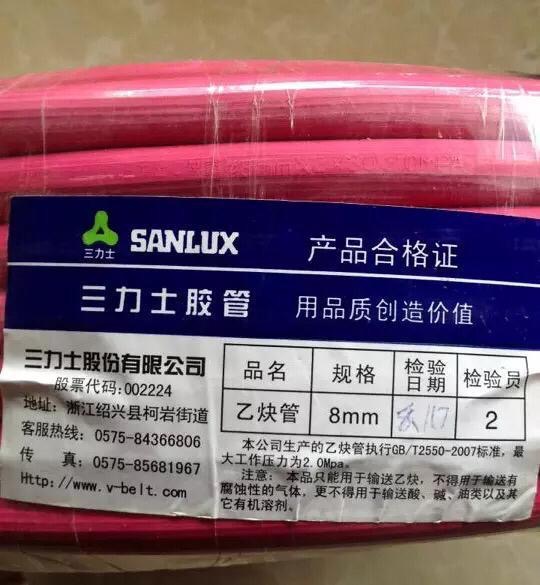 SANLUX
三力士
产品合格证
三力士胶管
用品质创造价值
三力士股份有限公司
股票代码:002224
地址: 浙江绍兴县柯岩街道
客服热线: 0575-84366806
传 真: 0575-85681967
Http://www.v-belt.com
品名 规格 检验日期 检验员
乙炔管 8mm 2
本公司生产的乙炔管执行GB/T2550-2007标准，最
大工作压力为2.0Mpa。
注意: 本品只能用于输送乙炔，不得用于输送有
腐蚀性的气体，更不得用于输送酸、碱、油类以及其
它有机溶剂。